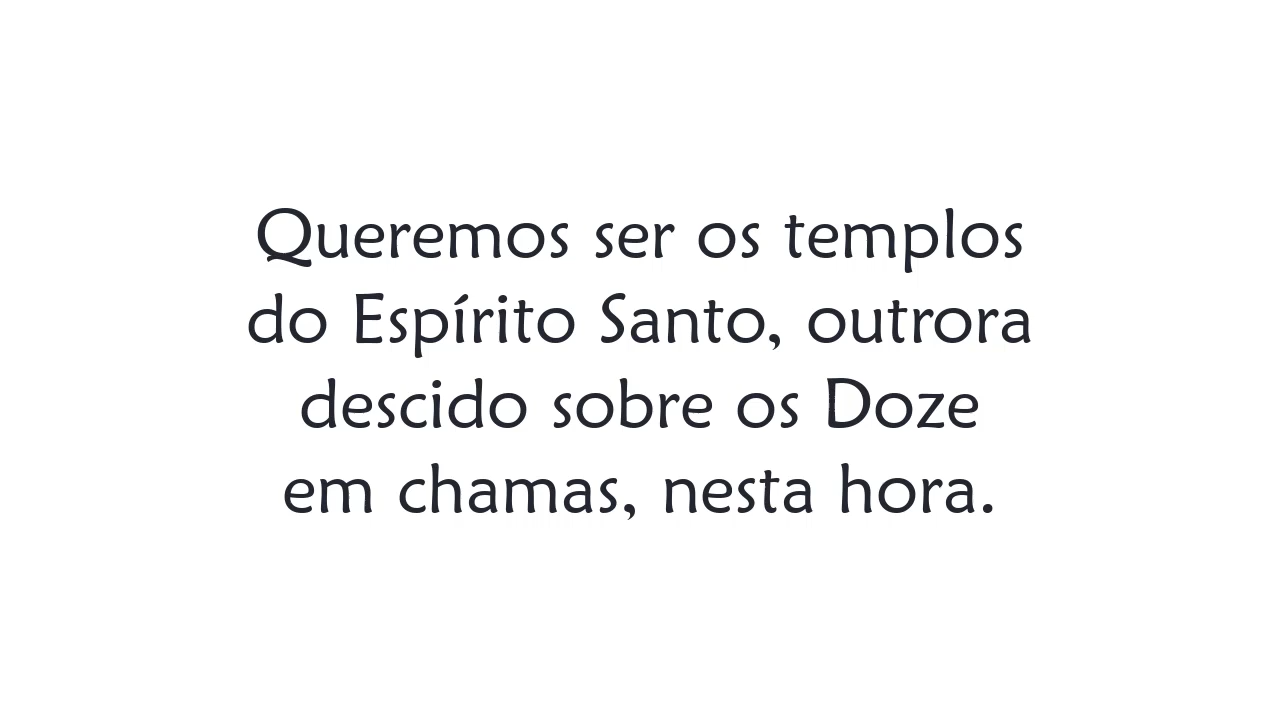 Queremos ser os templos
do Espírito Santo, outrora
descido sobre os Doze
em chamas, nesta hora.